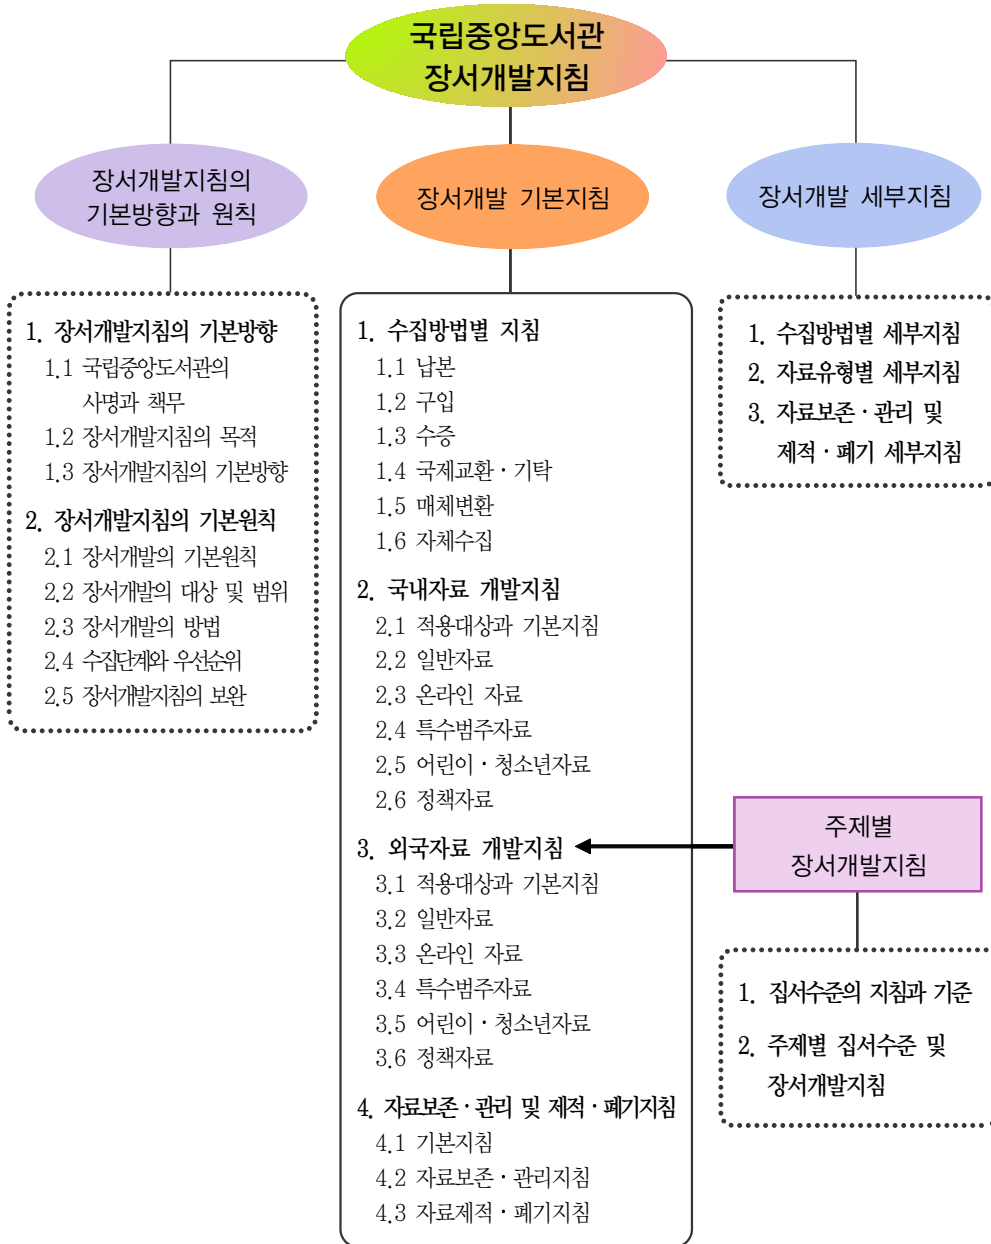 국립중앙도서관
장서개발지침
장서개발지침의
기본방향과 원칙
1. 장서개발지침의 기본방향
1.1 국립중앙도서관의
사명과 책무
1.2 장서개발지침의 목적
1.3 장서개발지침의 기본방향
2. 장서개발지침의 기본원칙
2.1 장서개발의 기본원칙
2.2 장서개발의 대상 및 범위
2.3 장서개발의 방법
2.4 수집단계와 우선순위
2.5 장서개발지침의 보완
장서개발 기본지침
1. 수집방법별 지침
1.1 납본
1.2 구입
1.3 수증
1.4 국제교환·기탁
1.5 매체변환
1.6 자체수집
2. 국내자료 개발지침
2.1 적용대상과 기본지침
2.2 일반자료
2.3 온라인 자료
2.4 특수범주자료
2.5 어린이·청소년자료
2.6 정책자료
3. 외국자료 개발지침
3.1 적용대상과 기본지침
3.2 일반자료
3.3 온라인 자료
3.4 특수범주자료
3.5 어린이·청소년자료
3.6 정책자료
4. 자료보존·관리 및 제적·폐기지침
4.1 기본지침
4.2 자료보존·관리지침
4.3 자료제적·폐기지침
장서개발 세부지침
1. 수집방법별 세부지침
2. 자료유형별 세부지침
3. 자료보존·관리 및
제적·폐기 세부지침
주제별
장서개발지침
1. 집서수준의 지침과 기준
2. 주제별 집서수준 및
장서개발지침